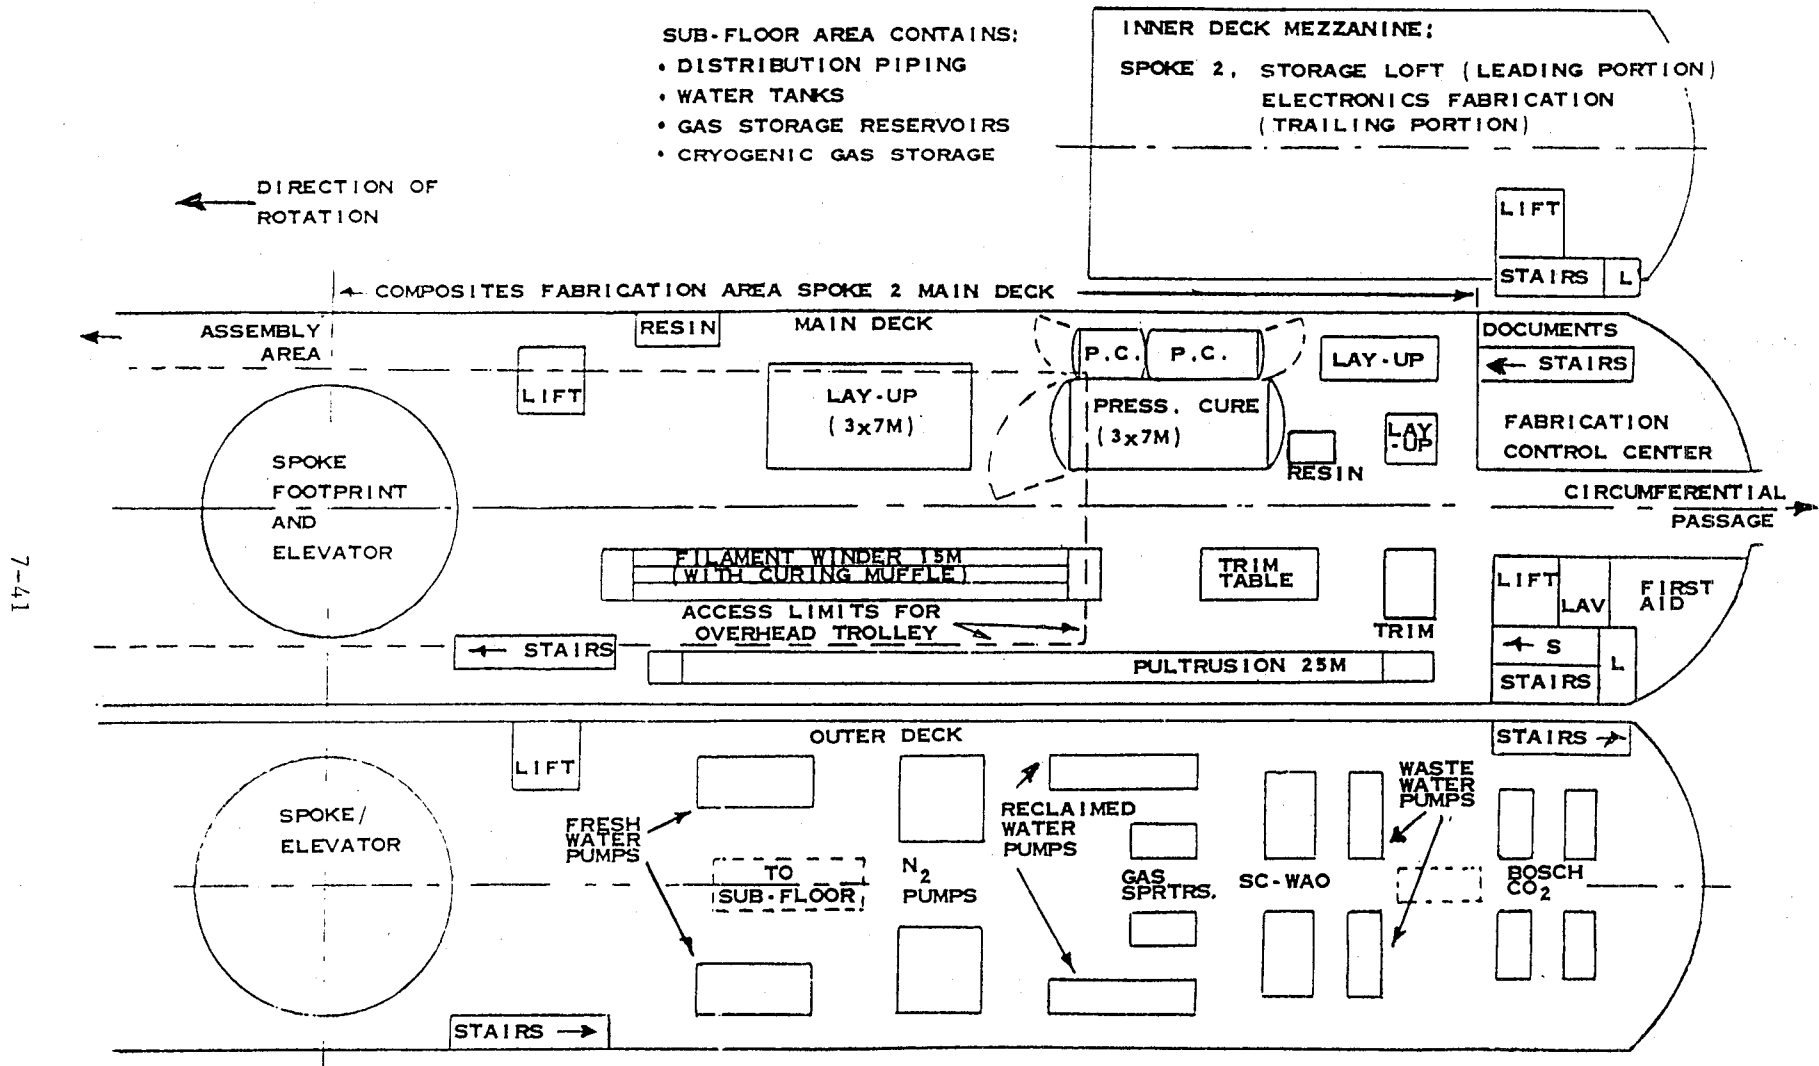 SUB-FLOOR AREA CONTAINS:
• DISTRIBUTION PIPING
• WATER TANKS
• GAS STORAGE RESERVOIRS
• CRYOGENIC GAS STORAGE
INNER DECK MEZZANINE:
SPOKE 2, STORAGE LOFT (LEADING PORTION)
ELECTRONICS FABRICATION
(TRAILING PORTION)
LIFT
STAIRS
L
DIRECTION OF
ROTATION
COMPOSITES FABRICATION AREA SPOKE 2 MAIN DECK
ASSEMBLY
AREA
RESIN
MAIN DECK
LIFT
LAY-UP
(3x7M)
P.C.
P.C.
PRESS. CURE
(3x7M)
LAY-UP
LAY
-UP
RESIN
DOCUMENTS
STAIRS
FABRICATION
CONTROL CENTER
SPOKE
FOOTPRINT
AND
ELEVATOR
CIRCUMFERENTIAL
PASSAGE
FILAMENT WINDER 15M
(WITH CURING MUFFLE)
ACCESS LIMITS FOR
OVERHEAD TROLLEY
STAIRS
TRIM
TABLE
TRIM
PULTRUSION 25M
LIFT
LAV
FIRST
AID
S
STAIRS
L
7-41
OUTER DECK
LIFT
SPOKE/
ELEVATOR
FRESH
WATER
PUMPS
TO
SUB-FLOOR
N2
PUMPS
RECLAIMED
WATER
PUMPS
GAS
SPRTRS.
SC-WAO
WASTE
WATER
PUMPS
STAIRS
BOSCH
CO2
STAIRS